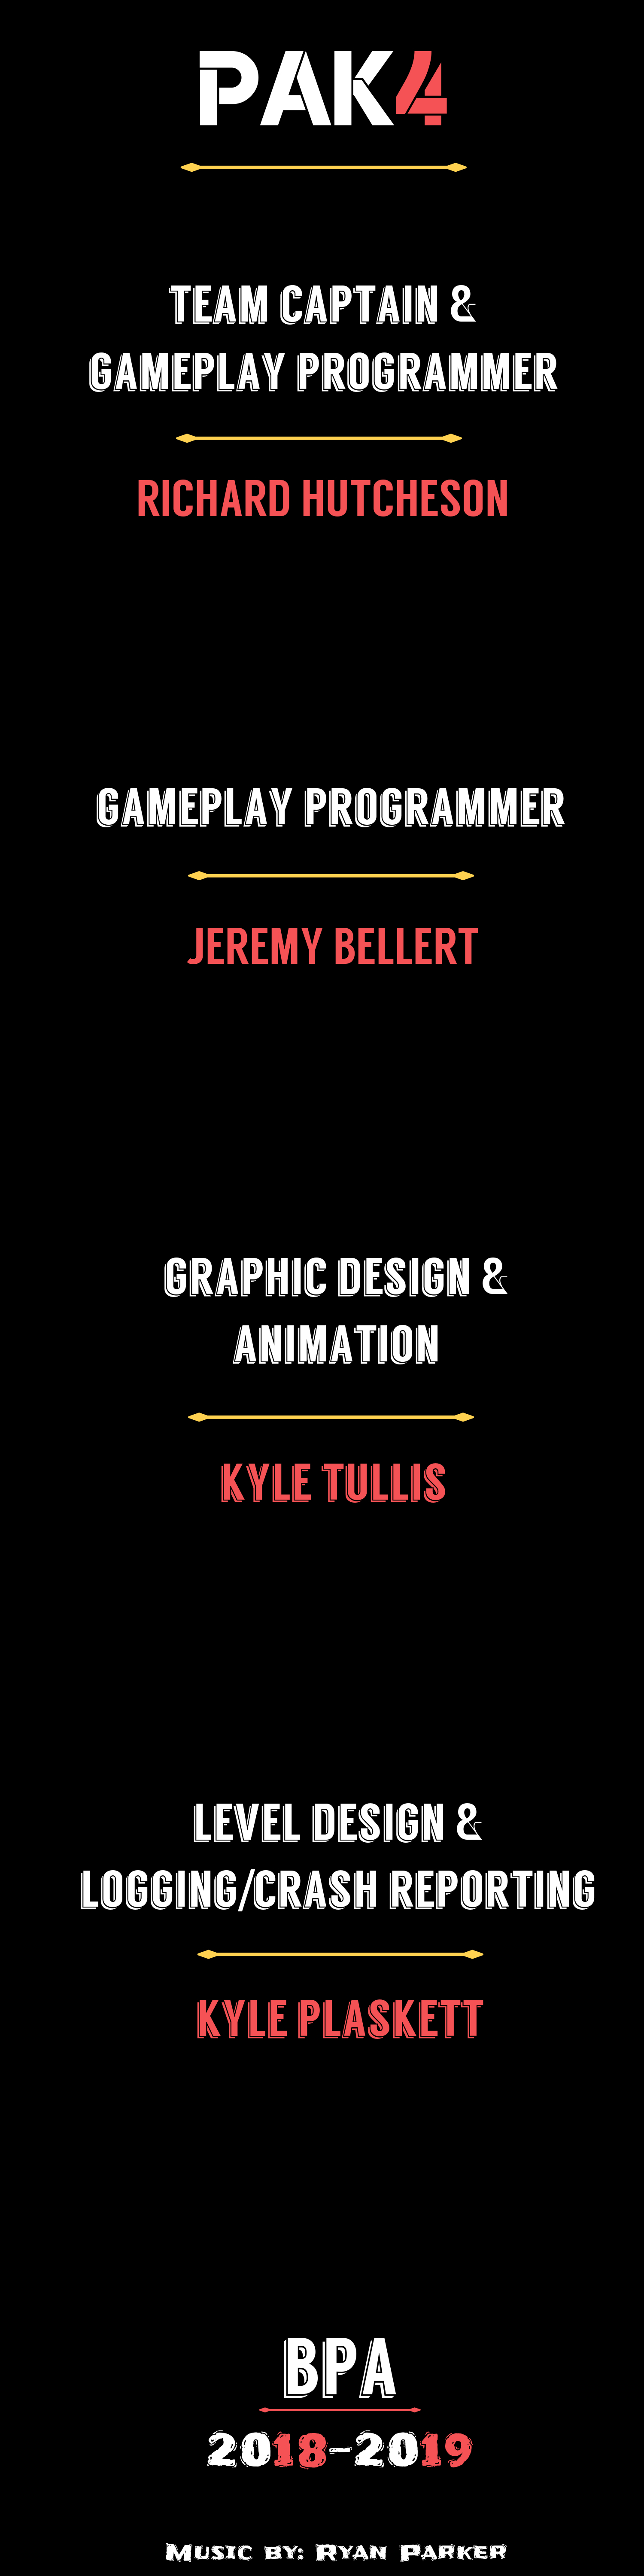 PAK4
TEAM CAPTAIN &
GAMEPLAY PROGRAMMER
RICHARD HUTCHESON
GAMEPLAY PROGRAMMER
JEREMY BELLERT
GRAPHIC DESIGN &
ANIMATION
KYLE TULLIS
LEVEL DESIGN &
LOGGING/CRASH REPORTING
KYLE PLASKETT
BPA
2018-2019
MUSIC BY: RYAN PARKER